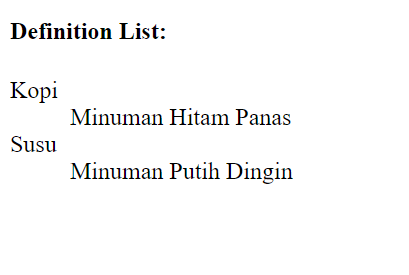 Definition List:
Kopi
Minuman Hitam Panas
Susu
Minuman Putih Dingin